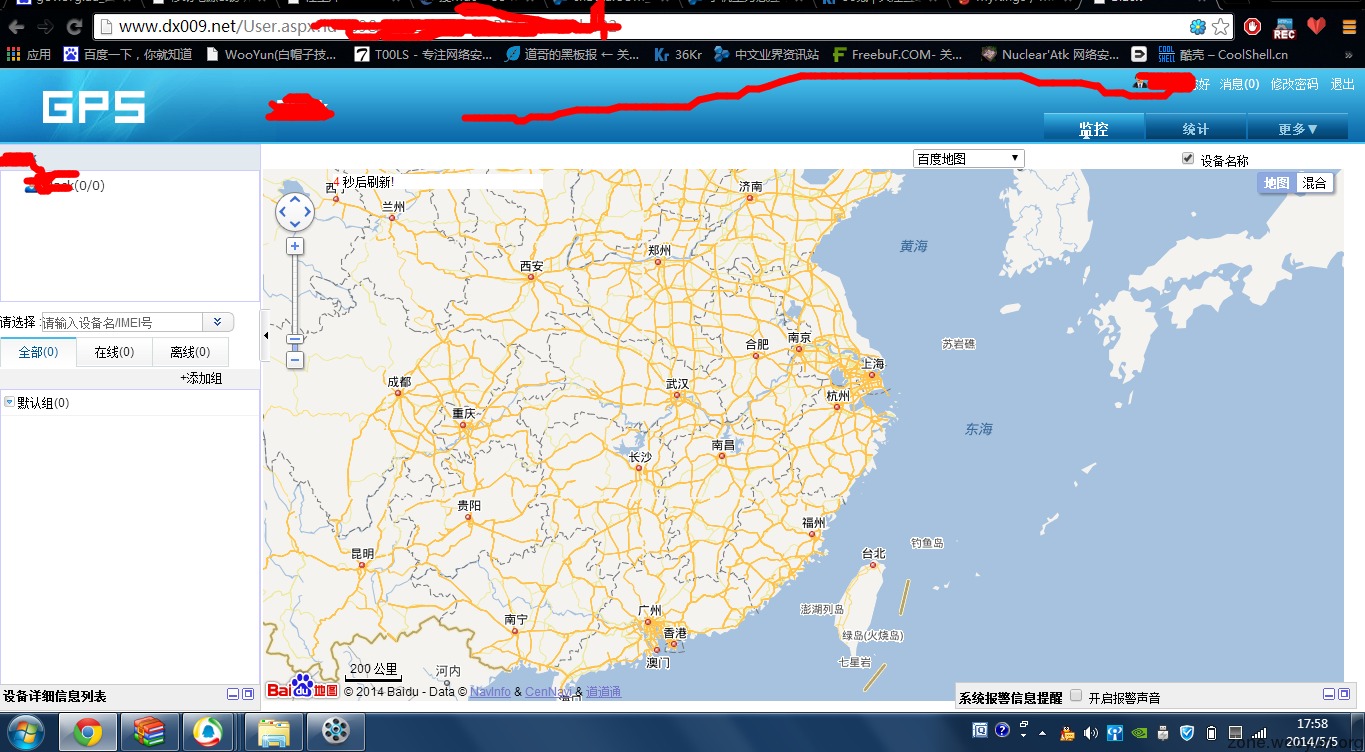 www.dx009.net/User.aspx
应用 百度一下，你就知道 WooYun(白帽子技... T00LS - 专注网络安... 道哥的黑板报 ← 关... 36Kr 中文业界资讯站 FreebuF.COM- 关... Nuclear'Atk 网络安... 酷壳 – CoolShell.cn »
GPS
好 消息(0) 修改密码 退出
监控 统计 更多▼
百度地图 设备名称
(0/0)
4 秒后刷新!
地图 混合
请选择 : 请输入设备名/IMEI号
全部(0) 在线(0) 离线(0)
+添加组
默认组(0)
济南
兰州
郑州
黄海
西安
合肥 南京
苏岩礁
上海
成都
武汉
杭州
重庆
南昌
东海
长沙
贵阳
福州
昆明
台北
钓鱼岛
广州
澎湖列岛
南宁
香港
绿岛(火烧岛)
澳门
七星岩
河内
200 公里
Bai du 地图 © 2014 Baidu - Data © NavInfo & CenNavi & 道道通
设备详细信息列表
系统报警信息提醒 开启报警声音
17:58
2014/5/5